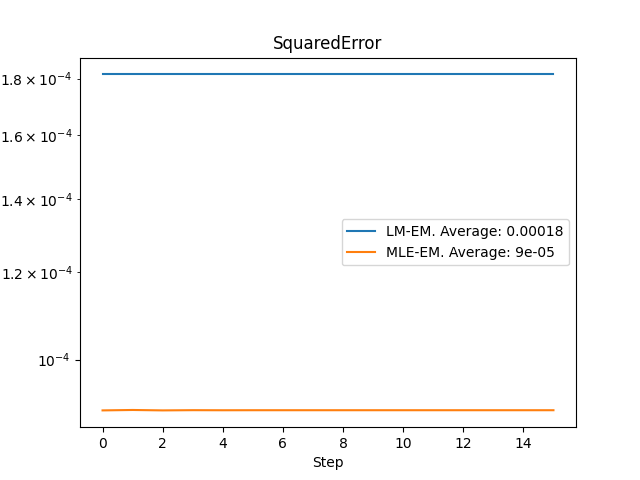 SquaredError
1.8 × 10⁻⁴
1.6 × 10⁻⁴
1.4 × 10⁻⁴
1.2 × 10⁻⁴
10⁻⁴
LM-EM. Average: 0.00018
MLE-EM. Average: 9e-05
0 2 4 6 8 10 12 14
Step